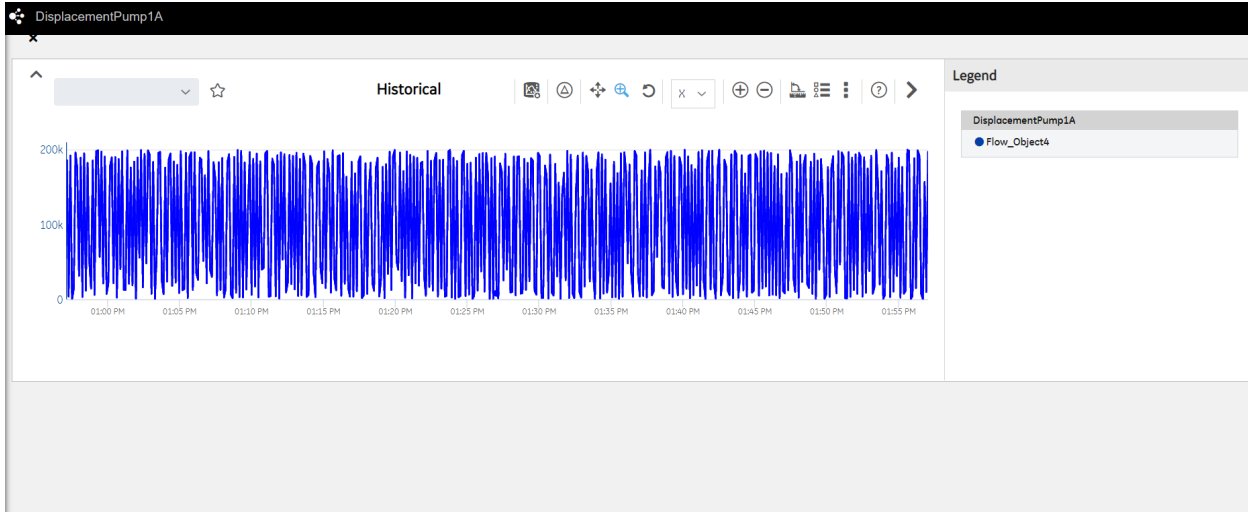 DisplacementPump1A
×
Historical
X
?
Legend
DisplacementPump1A
Flow_Object4
200k
100k
0
01:00 PM 01:05 PM 01:10 PM 01:15 PM 01:20 PM 01:25 PM 01:30 PM 01:35 PM 01:40 PM 01:45 PM 01:50 PM 01:55 PM